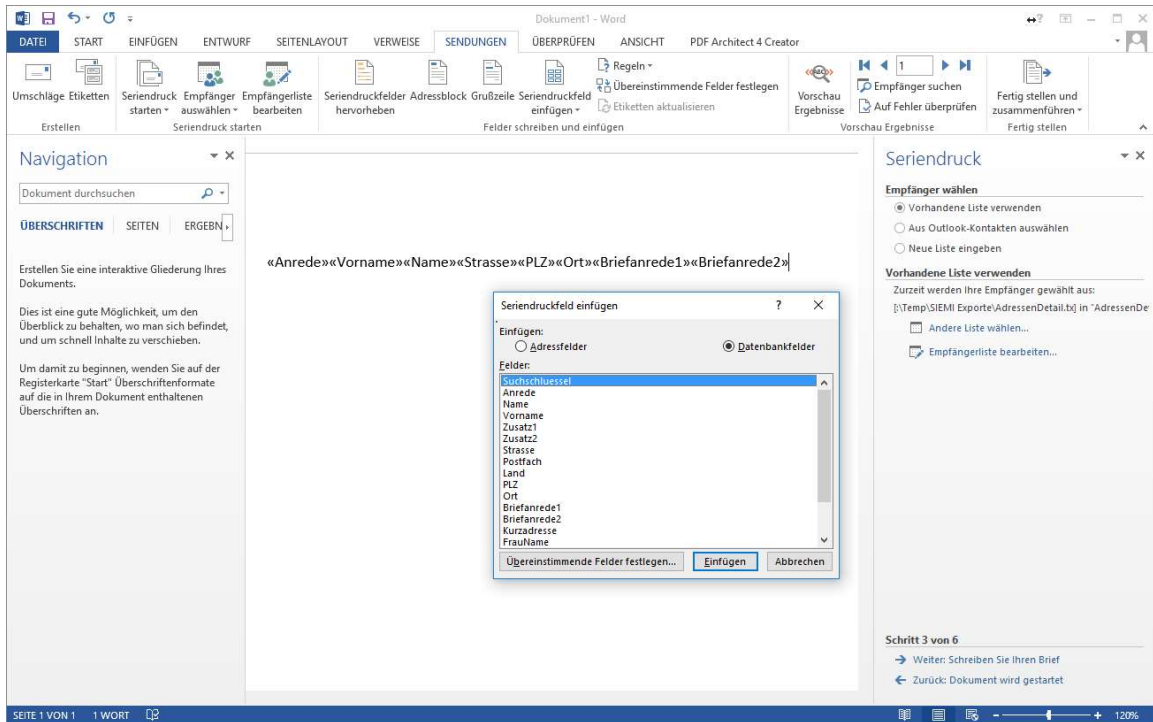 Dokument1 - Word
DATEI START EINFÜGEN ENTWURF SEITENLAYOUT VERWEISE SENDUNGEN ÜBERPRÜFEN ANSICHT PDF Architect 4 Creator
Umschläge Etiketten
Erstellen
Seriendruck starten
Empfänger auswählen
Empfängerliste bearbeiten
Seriendruck starten
Seriendruckfelder hervorheben
Adressblock Grußzeile
Seriendruckfeld einfügen
Regeln
Übereinstimmende Felder festlegen
Etiketten aktualisieren
Felder schreiben und einfügen
«ABC»
Vorschau Ergebnisse
1
Empfänger suchen
Auf Fehler überprüfen
Vorschau Ergebnisse
Fertig stellen und zusammenführen
Fertig stellen
Navigation
Dokument durchsuchen
ÜBERSCHRIFTEN SEITEN ERGEBN
Erstellen Sie eine interaktive Gliederung Ihres
Dokuments.
Dies ist eine gute Möglichkeit, um den
Überblick zu behalten, wo man sich befindet,
und um schnell Inhalte zu verschieben.
Um damit zu beginnen, wenden Sie auf der
Registerkarte "Start" Überschriftenformate
auf die in Ihrem Dokument enthaltenen
Überschriften an.
«Anrede»«Vorname»«Name»«Strasse»«PLZ»«Ort»«Briefanrede1»«Briefanrede2»
Seriendruckfeld einfügen ? X
Einfügen:
Adressfelder Datenbankfelder
Felder:
Suchschluessel
Anrede
Name
Vorname
Zusatz1
Zusatz2
Strasse
Postfach
Land
PLZ
Ort
Briefanrede1
Briefanrede2
Kurzadresse
FrauName
Übereinstimmende Felder festlegen... Einfügen Abbrechen
Seriendruck
Empfänger wählen
Vorhandene Liste verwenden
Aus Outlook-Kontakten auswählen
Neue Liste eingeben
Vorhandene Liste verwenden
Zurzeit werden Ihre Empfänger gewählt aus:
[:\Temp\SIEMI Exporte\AdressenDetail.tx] in "AdressenDe
Andere Liste wählen...
Empfängerliste bearbeiten...
Schritt 3 von 6
Weiter: Schreiben Sie Ihren Brief
Zurück: Dokument wird gestartet
SEITE 1 VON 1 1 WORT 120%